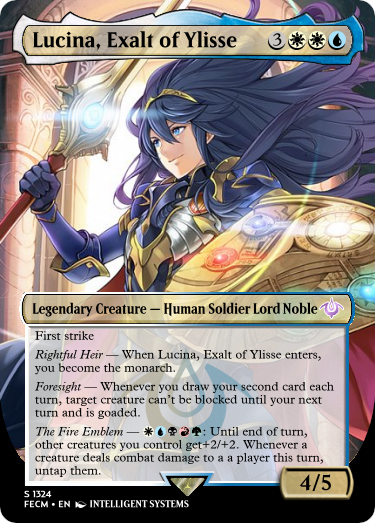 Lucina, Exalt of Ylisse 3
Legendary Creature — Human Soldier Lord Noble
First strike
Rightful Heir — When Lucina, Exalt of Ylisse enters,
you become the monarch.
Foresight — Whenever you draw your second card each
turn, target creature can't be blocked until your next
turn and is goaded.
The Fire Emblem — : Until end of turn,
other creatures you control get+2/+2. Whenever a
creature deals combat damage to a a player this turn,
untap them.
4/5
S 1324
FECM • EN INTELLIGENT SYSTEMS